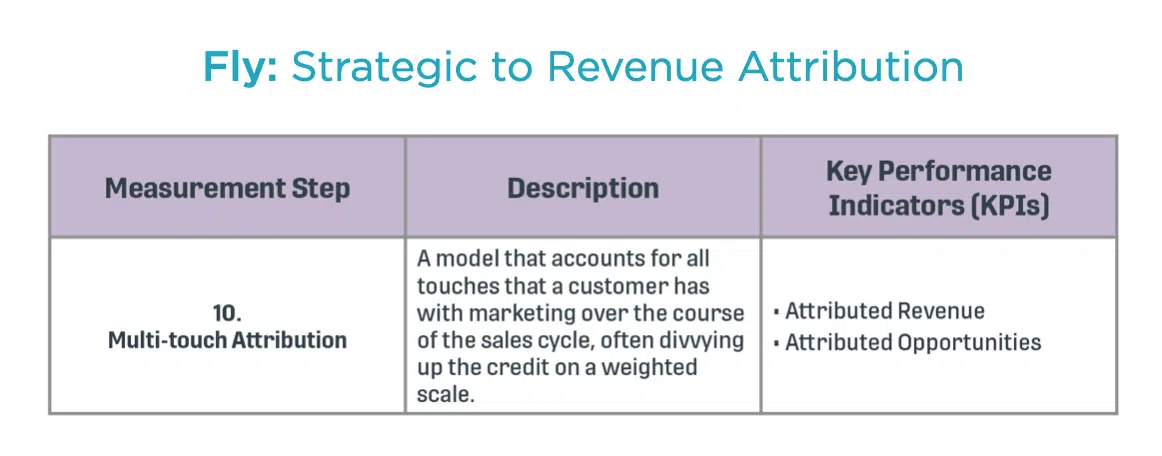 Fly: Strategic to Revenue Attribution
Measurement Step
Description
Key Performance
Indicators (KPIs)
10.
Multi-touch Attribution
A model that accounts for all
touches that a customer has
with marketing over the course
of the sales cycle, often divvying
up the credit on a weighted
scale.
• Attributed Revenue
• Attributed Opportunities